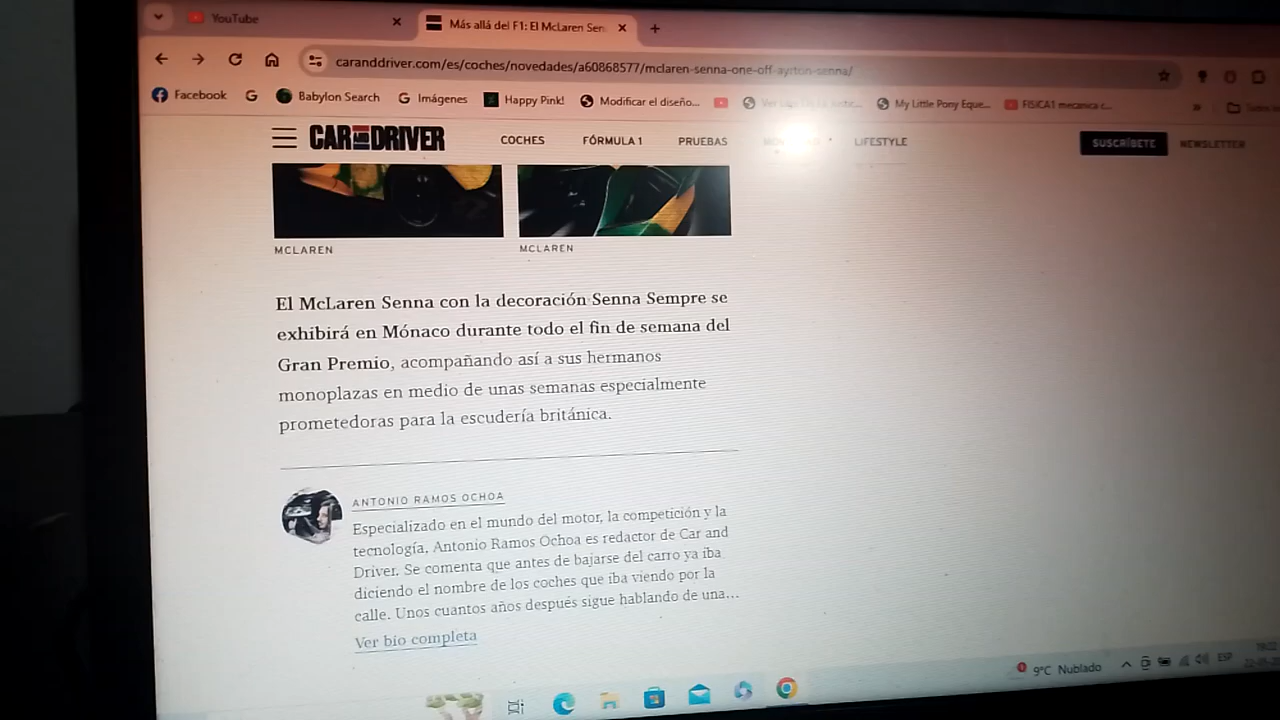 YouTube
Más allá del F1: El McLaren Sen
caranddriver.com/es/coches/novedades/a60868577/mclaren-senna-one-off-ayrton-senna/
Facebook
Babylon Search
Imágenes
Happy Pink!
Modificar el diseño...
My Little Pony Eque...
FISICA1 mecanica c...
CAR AND DRIVER
COCHES
FÓRMULA 1
PRUEBAS
LIFESTYLE
SUSCRÍBETE
NEWSLETTER
MCLAREN
MCLAREN
El McLaren Senna con la decoración Senna Sempre se
exhibirá en Mónaco durante todo el fin de semana del
Gran Premio, acompañando así a sus hermanos
monoplazas en medio de unas semanas especialmente
prometedoras para la escudería británica.
ANTONIO RAMOS OCHOA
Especializado en el mundo del motor, la competición y la
tecnología, Antonio Ramos Ochoa es redactor de Car and
Driver. Se comenta que antes de bajarse del carro ya iba
diciendo el nombre de los coches que iba viendo por la
calle. Unos cuantos años después sigue hablando de una...
Ver bio completa
9°C Nublado
ESP